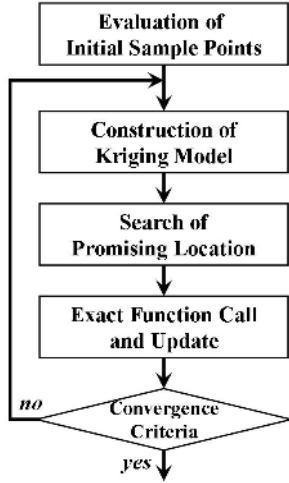 Evaluation of
Initial Sample Points
Construction of
Kriging Model
Search of
Promising Location
Exact Function Call
and Update
no
Convergence
Criteria
yes